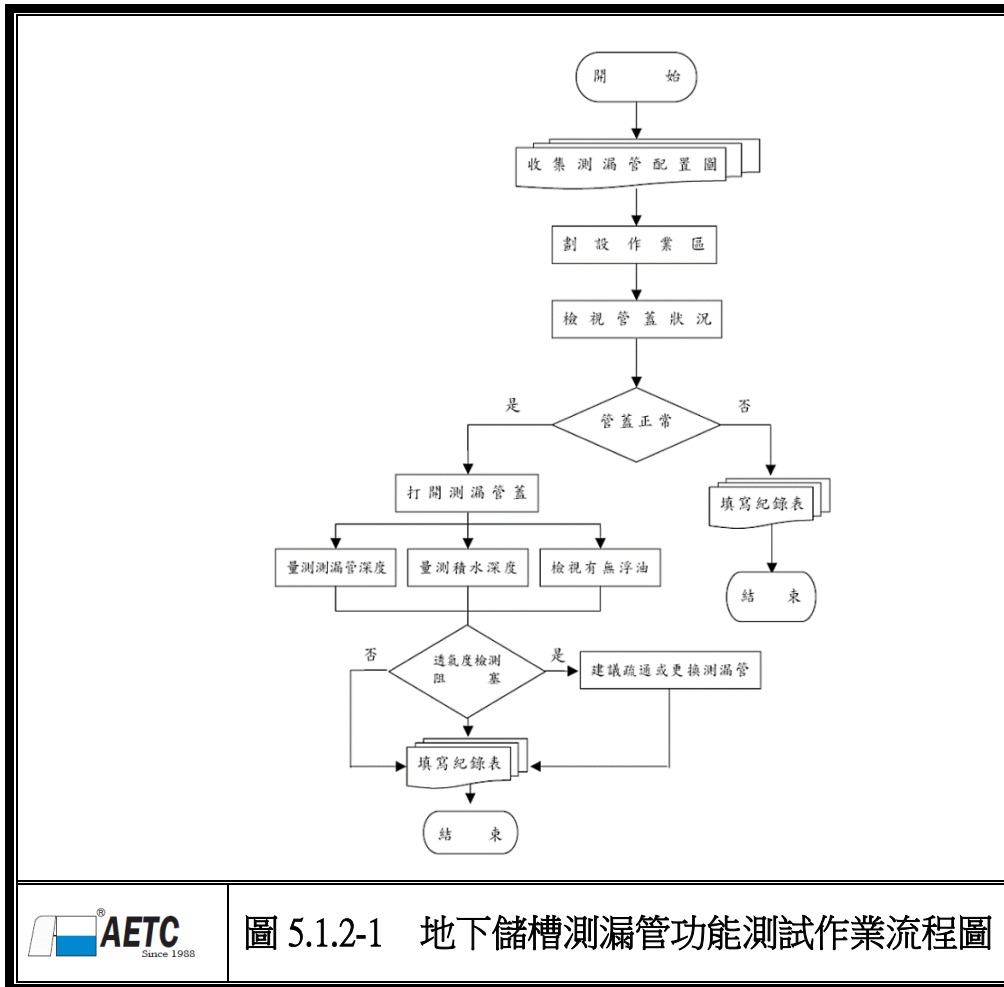 開 始
收集測漏管配置圖
劃設作業區
檢視管蓋狀況
管蓋正常
是
否
打開測漏管蓋
填寫紀錄表
量測測漏管深度
量測積水深度
檢視有無浮油
結 束
透氣度檢測
阻 塞
否
是
建議疏通或更換測漏管
填寫紀錄表
結 束
®
AETC
Since 1988
圖 5.1.2-1 地下儲槽測漏管功能測試作業流程圖